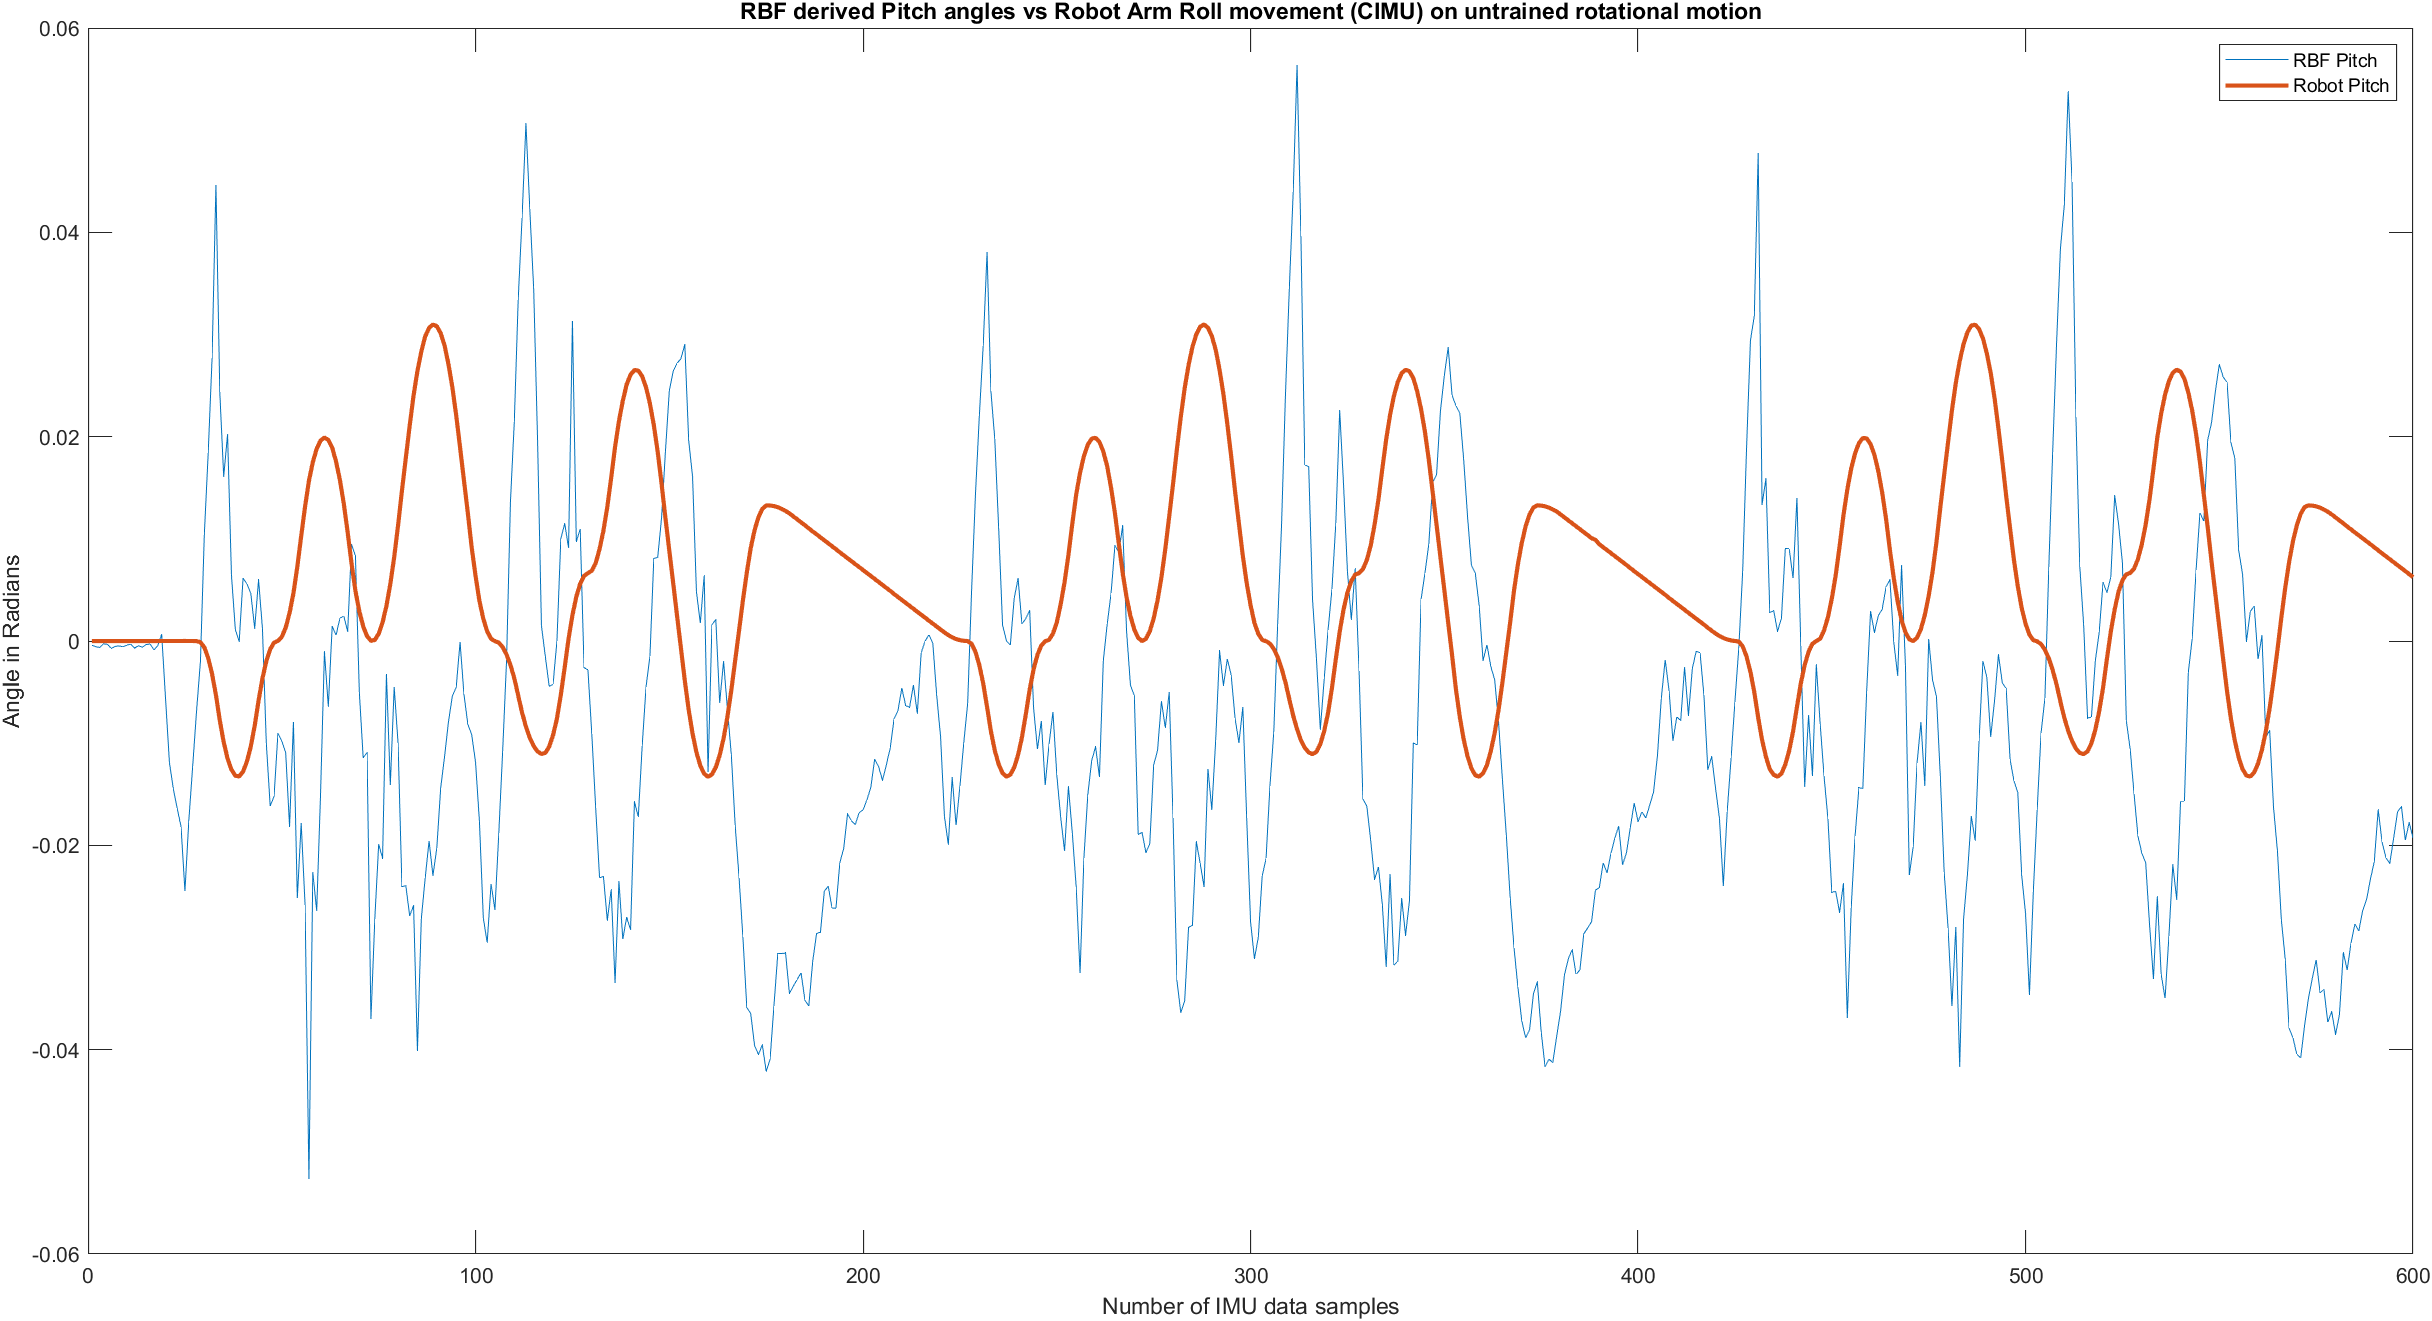 RBF derived Pitch angles vs Robot Arm Roll movement (CIMU) on untrained rotational motion
RBF Pitch
Robot Pitch
Angle in Radians
0.06
0.04
0.02
0
-0.02
-0.04
-0.06
0 100 200 300 400 500 600
Number of IMU data samples